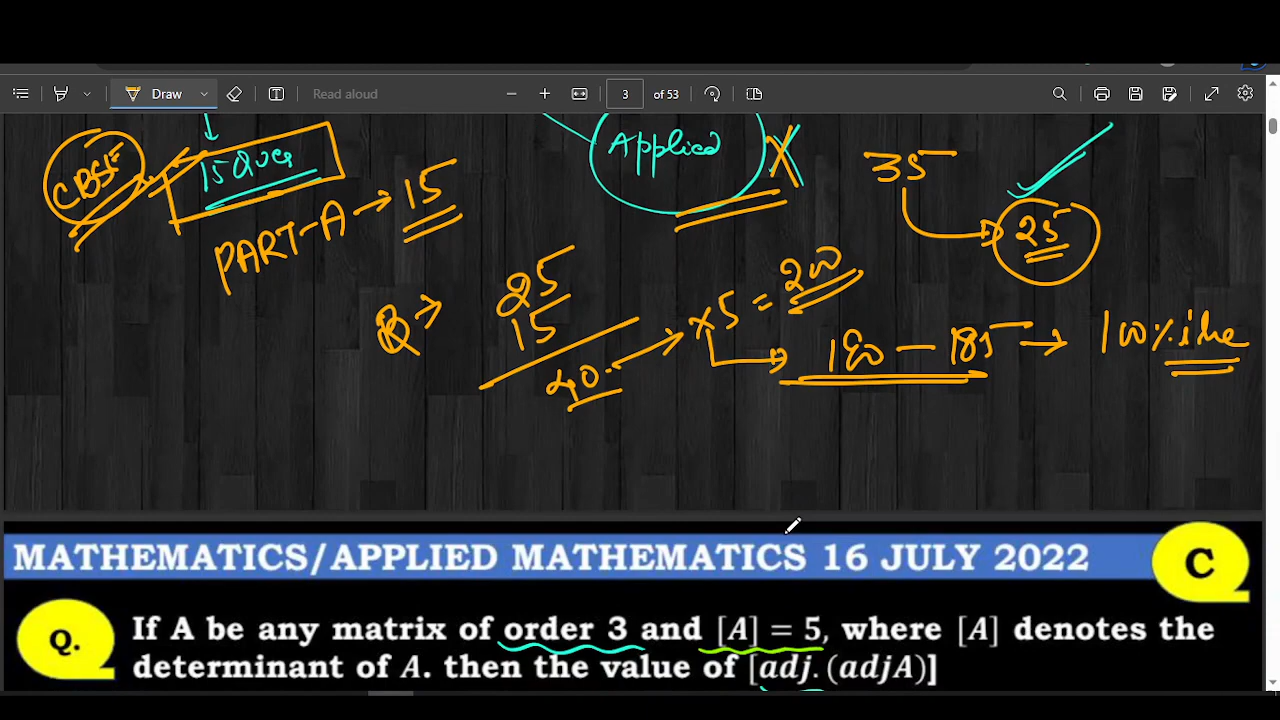 Draw
Read aloud
3 of 53
CBSE
15 Ques
PART-A → 15
Applied X
35
25
Q →
25
15
40
x5 = 200
180 - 185 → 100%ile
MATHEMATICS/APPLIED MATHEMATICS 16 JULY 2022
C
Q. If A be any matrix of order 3 and [A] = 5, where [A] denotes the
determinant of A. then the value of [adj. (adjA)]